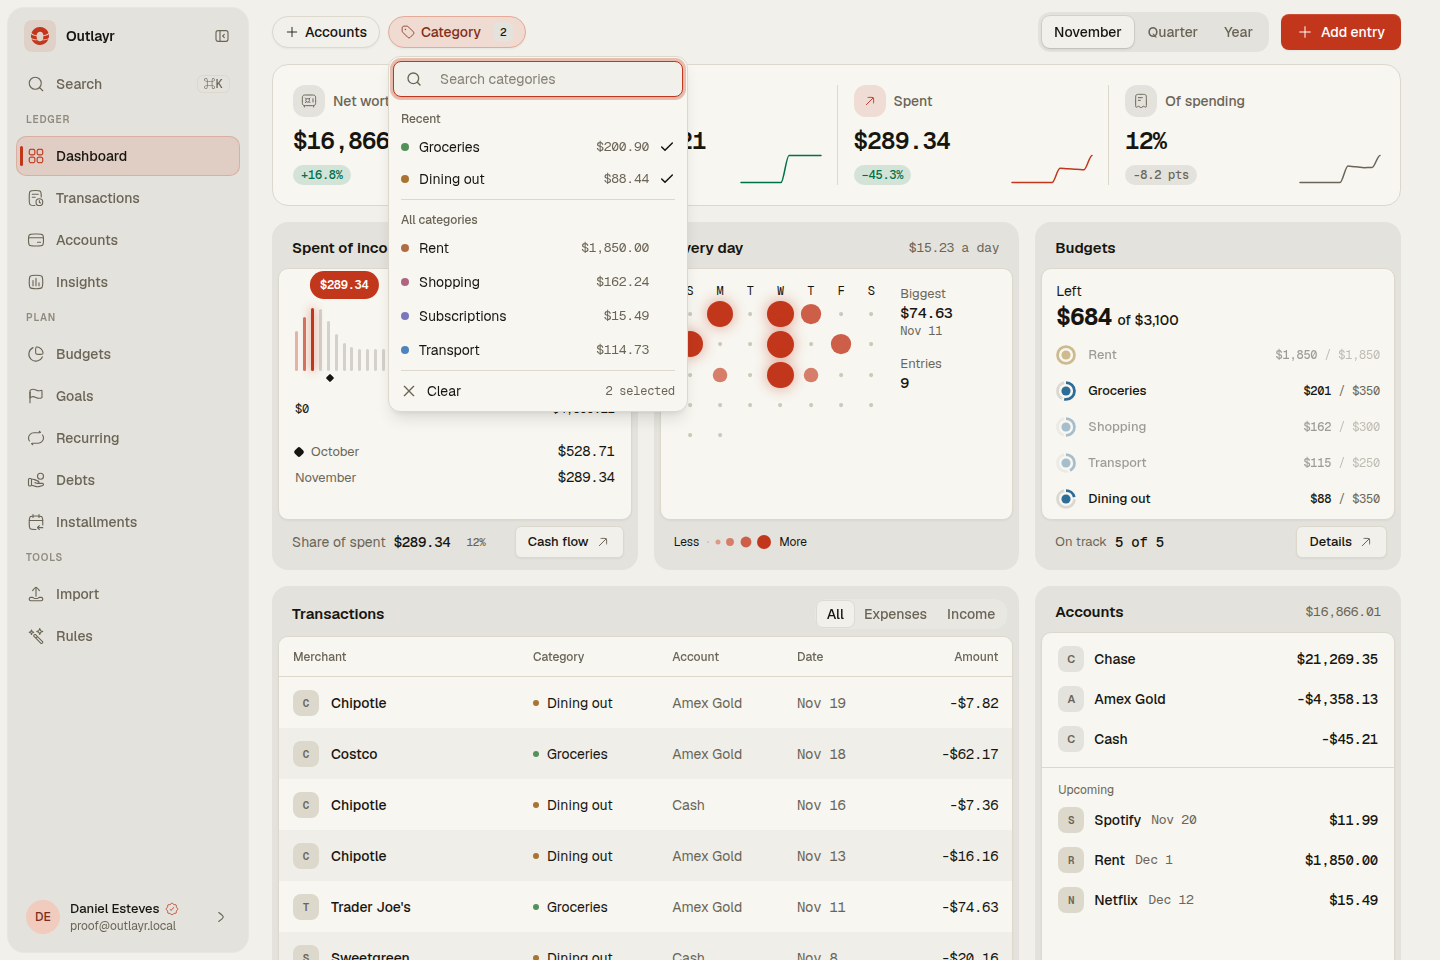 Outlayr
Search
⌘K
LEDGER
Dashboard
Transactions
Accounts
Insights
PLAN
Budgets
Goals
Recurring
Debts
Installments
TOOLS
Import
Rules
DE
Daniel Esteves
proof@outlayr.local
+ Accounts
Category 2
November
Quarter
Year
+ Add entry
Search categories
Recent
Groceries $200.90
Dining out $88.44
All categories
Rent $1,850.00
Shopping $162.24
Subscriptions $15.49
Transport $114.73
Clear 2 selected
Net wort
$16,866
+16.8%
21
Spent
$289.34
-45.3%
Of spending
12%
-8.2 pts
Spent of inco
$289.34
$0
October $528.71
November $289.34
Share of spent $289.34 12%
Cash flow
very day
$15.23 a day
S M T W T F S
Biggest
$74.63
Nov 11
Entries
9
Less
More
Budgets
Left
$684 of $3,100
Rent $1,850 / $1,850
Groceries $201 / $350
Shopping $162 / $300
Transport $115 / $250
Dining out $88 / $350
On track 5 of 5
Details
Transactions
All
Expenses
Income
Merchant Category Account Date Amount
C Chipotle Dining out Amex Gold Nov 19 -$7.82
C Costco Groceries Amex Gold Nov 18 -$62.17
C Chipotle Dining out Cash Nov 16 -$7.36
C Chipotle Dining out Amex Gold Nov 13 -$16.16
T Trader Joe's Groceries Amex Gold Nov 11 -$74.63
S Sweetgreen Dining out Amex Gold Nov 8 -$20.16
Accounts $16,866.01
C Chase $21,269.35
A Amex Gold -$4,358.13
C Cash -$45.21
Upcoming
S Spotify Nov 20 $11.99
R Rent Dec 1 $1,850.00
N Netflix Dec 12 $15.49